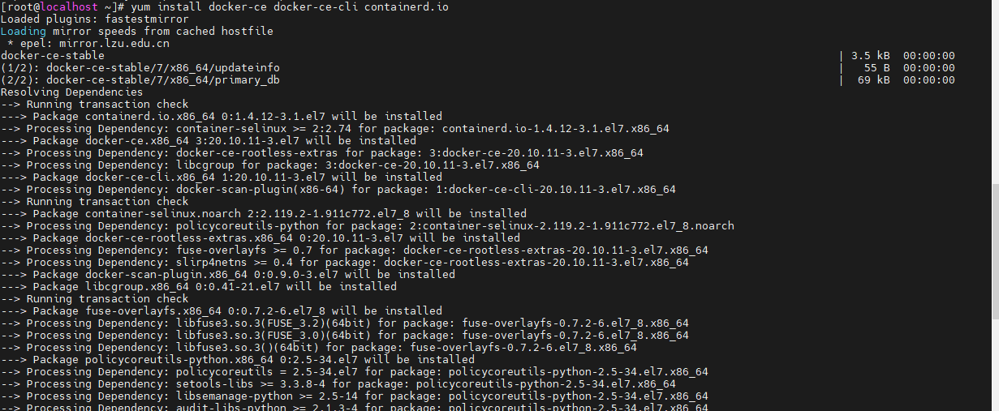 [root@localhost ~]# yum install docker-ce docker-ce-cli containerd.io
Loaded plugins: fastestmirror
Loading mirror speeds from cached hostfile
 * epel: mirror.lzu.edu.cn
docker-ce-stable | 3.5 kB 00:00:00
(1/2): docker-ce-stable/7/x86_64/updateinfo | 55 B 00:00:00
(2/2): docker-ce-stable/7/x86_64/primary_db | 69 kB 00:00:00
Resolving Dependencies
--> Running transaction check
---> Package containerd.io.x86_64 0:1.4.12-3.1.el7 will be installed
--> Processing Dependency: container-selinux >= 2:2.74 for package: containerd.io-1.4.12-3.1.el7.x86_64
---> Package docker-ce.x86_64 3:20.10.11-3.el7 will be installed
--> Processing Dependency: docker-ce-rootless-extras for package: 3:docker-ce-20.10.11-3.el7.x86_64
--> Processing Dependency: libcgroup for package: 3:docker-ce-20.10.11-3.el7.x86_64
---> Package docker-ce-cli.x86_64 1:20.10.11-3.el7 will be installed
--> Processing Dependency: docker-scan-plugin(x86-64) for package: 1:docker-ce-cli-20.10.11-3.el7.x86_64
--> Running transaction check
---> Package container-selinux.noarch 2:2.119.2-1.911c772.el7_8 will be installed
--> Processing Dependency: policycoreutils-python for package: 2:container-selinux-2.119.2-1.911c772.el7_8.noarch
---> Package docker-ce-rootless-extras.x86_64 0:20.10.11-3.el7 will be installed
--> Processing Dependency: fuse-overlayfs >= 0.7 for package: docker-ce-rootless-extras-20.10.11-3.el7.x86_64
--> Processing Dependency: slirp4netns >= 0.4 for package: docker-ce-rootless-extras-20.10.11-3.el7.x86_64
---> Package docker-scan-plugin.x86_64 0:0.9.0-3.el7 will be installed
---> Package libcgroup.x86_64 0:0.41-21.el7 will be installed
--> Running transaction check
---> Package fuse-overlayfs.x86_64 0:0.7.2-6.el7_8 will be installed
--> Processing Dependency: libfuse3.so.3(FUSE_3.2)(64bit) for package: fuse-overlayfs-0.7.2-6.el7_8.x86_64
--> Processing Dependency: libfuse3.so.3(FUSE_3.0)(64bit) for package: fuse-overlayfs-0.7.2-6.el7_8.x86_64
--> Processing Dependency: libfuse3.so.3()(64bit) for package: fuse-overlayfs-0.7.2-6.el7_8.x86_64
---> Package policycoreutils-python.x86_64 0:2.5-34.el7 will be installed
--> Processing Dependency: policycoreutils = 2.5-34.el7 for package: policycoreutils-python-2.5-34.el7.x86_64
--> Processing Dependency: setools-libs >= 3.3.8-4 for package: policycoreutils-python-2.5-34.el7.x86_64
--> Processing Dependency: libsemanage-python >= 2.5-14 for package: policycoreutils-python-2.5-34.el7.x86_64
--> Processing Dependency: audit-libs-python >= 2.1.3-4 for package: policycoreutils-python-2.5-34.el7.x86_64